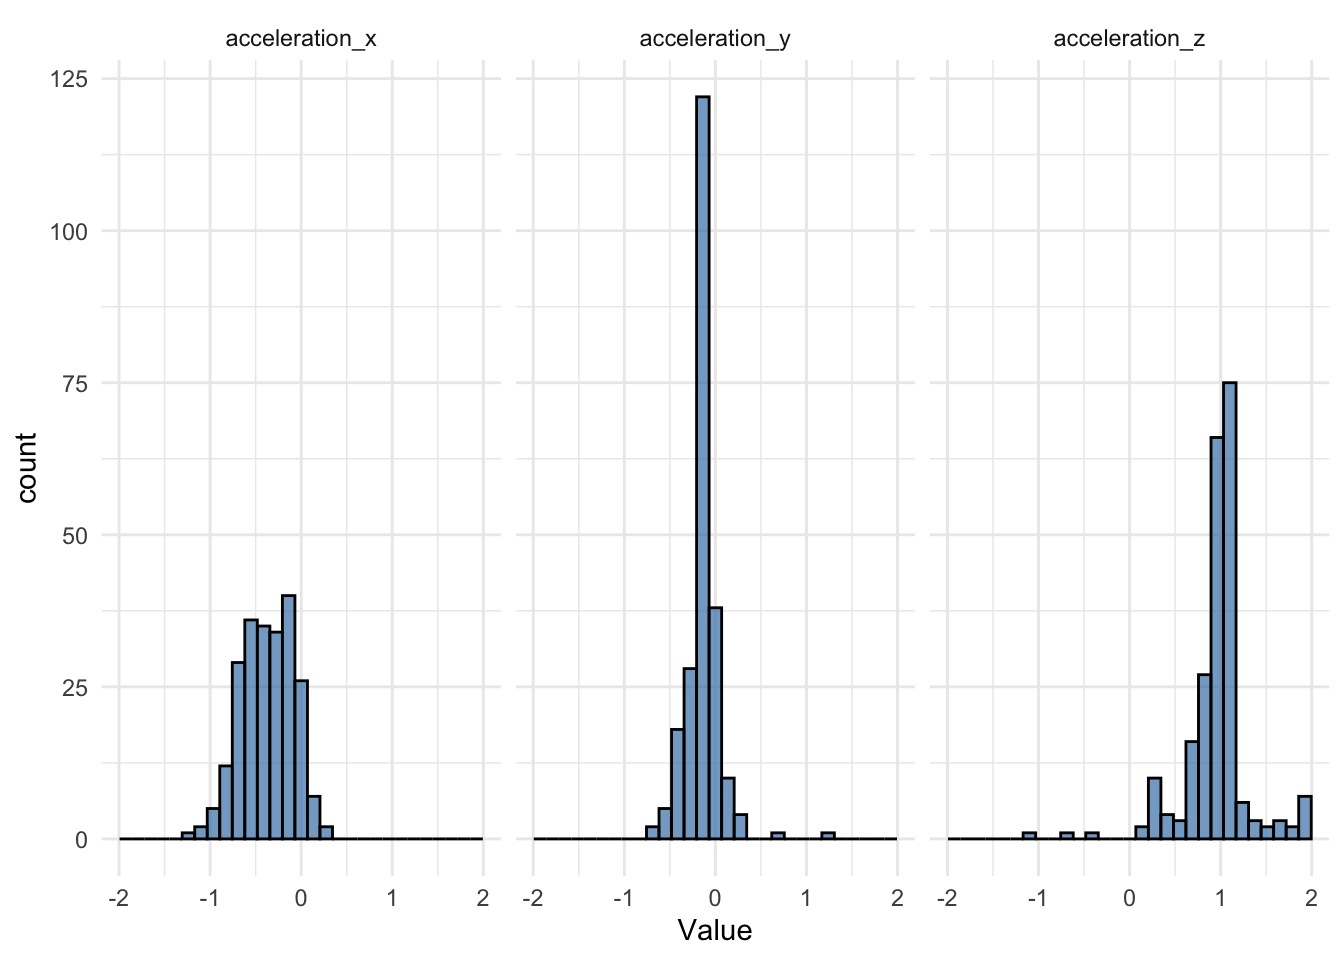 acceleration_x acceleration_y acceleration_z
125
100
75
50
25
0
count
-2 -1 0 1 2 -2 -1 0 1 2 -2 -1 0 1 2
Value